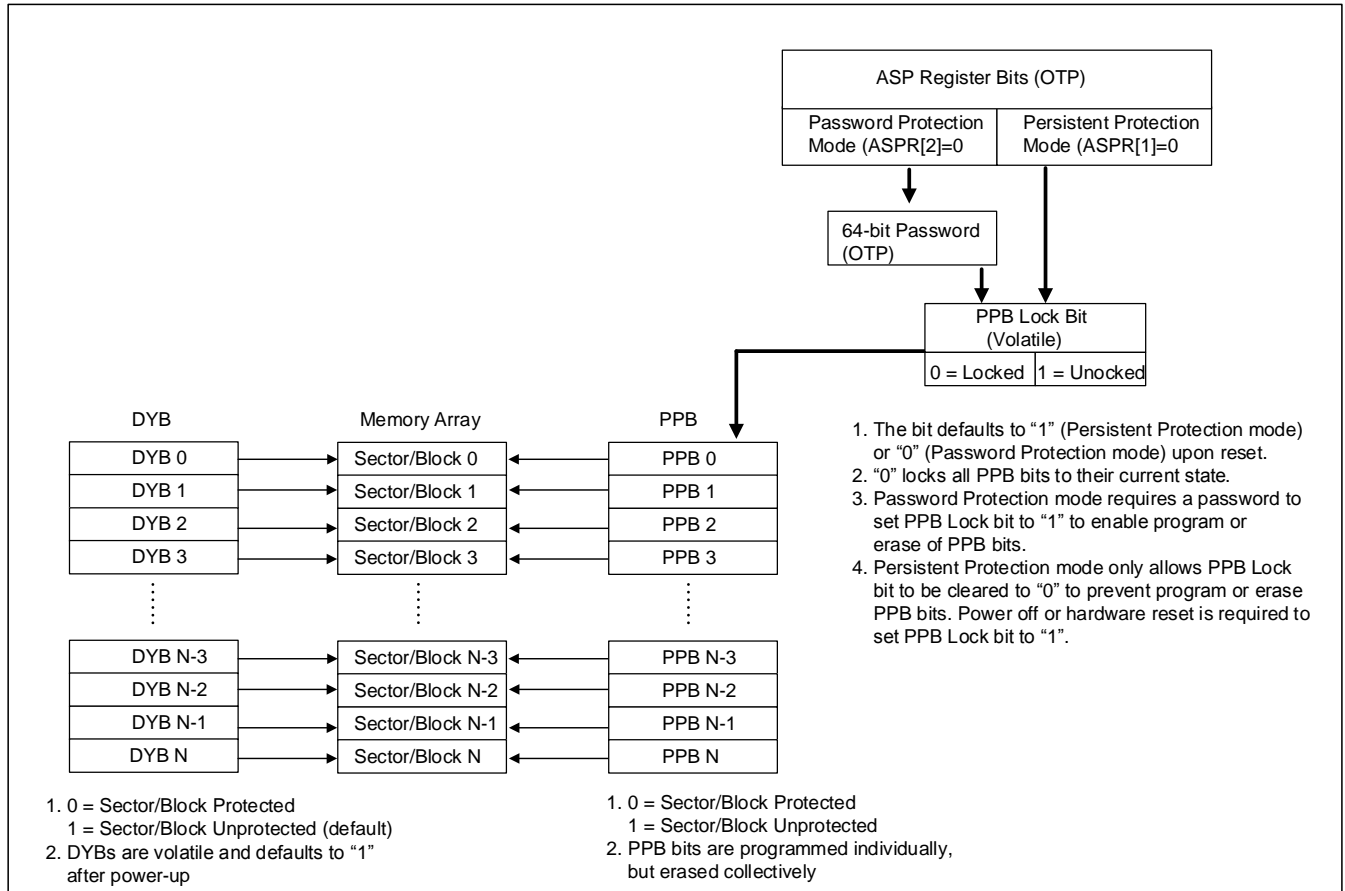 ASP Register Bits (OTP)
Password Protection
Mode (ASPR[2]=0
Persistent Protection
Mode (ASPR[1]=0
64-bit Password
(OTP)
PPB Lock Bit
(Volatile)
0 = Locked
1 = Unocked
DYB
Memory Array
PPB
DYB 0
Sector/Block 0
PPB 0
DYB 1
Sector/Block 1
PPB 1
DYB 2
Sector/Block 2
PPB 2
DYB 3
Sector/Block 3
PPB 3
DYB N-3
Sector/Block N-3
PPB N-3
DYB N-2
Sector/Block N-2
PPB N-2
DYB N-1
Sector/Block N-1
PPB N-1
DYB N
Sector/Block N
PPB N
1. The bit defaults to “1” (Persistent Protection mode)
or “0” (Password Protection mode) upon reset.
2. “0” locks all PPB bits to their current state.
3. Password Protection mode requires a password to
set PPB Lock bit to “1” to enable program or
erase of PPB bits.
4. Persistent Protection mode only allows PPB Lock
bit to be cleared to “0” to prevent program or erase
PPB bits. Power off or hardware reset is required to
set PPB Lock bit to “1”.
1. 0 = Sector/Block Protected
1 = Sector/Block Unprotected (default)
2. DYBs are volatile and defaults to “1”
after power-up
1. 0 = Sector/Block Protected
1 = Sector/Block Unprotected
2. PPB bits are programmed individually,
but erased collectively